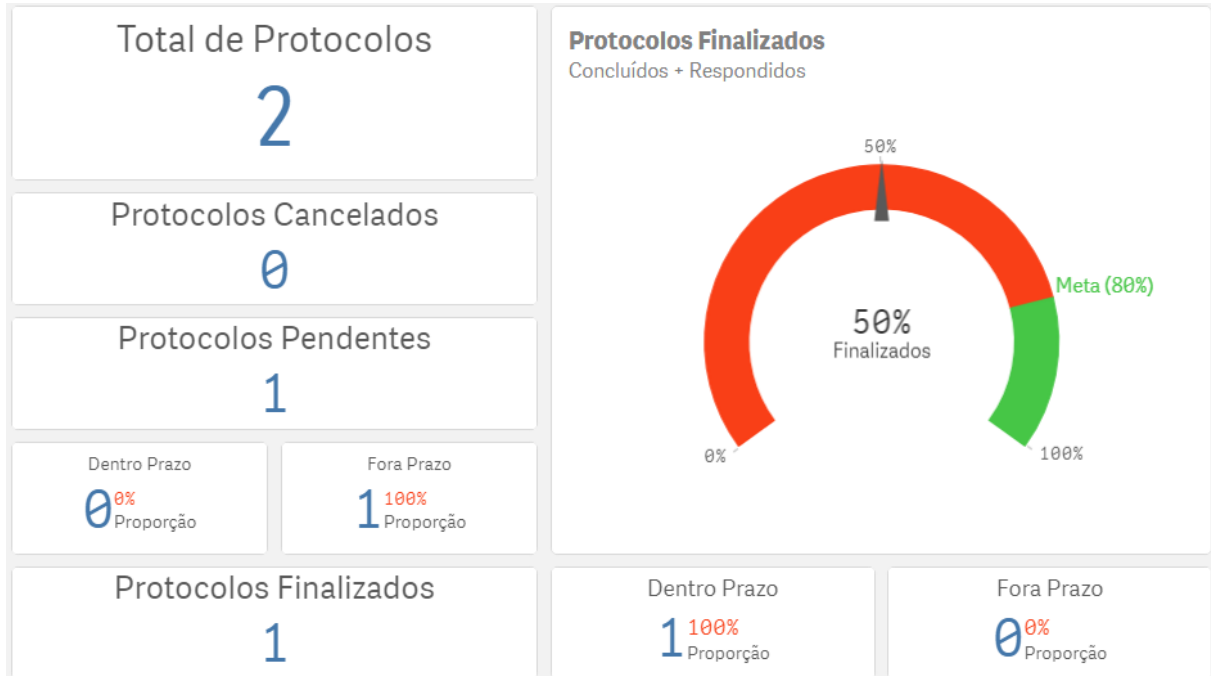 Total de Protocolos
2
Protocolos Cancelados
0
Protocolos Pendentes
1
Dentro Prazo
0 0%
Proporção
Fora Prazo
1 100%
Proporção
Protocolos Finalizados
1
Protocolos Finalizados
Concluídos + Respondidos
50%
Meta (80%)
50%
Finalizados
0%
100%
Dentro Prazo
1 100%
Proporção
Fora Prazo
0 0%
Proporção